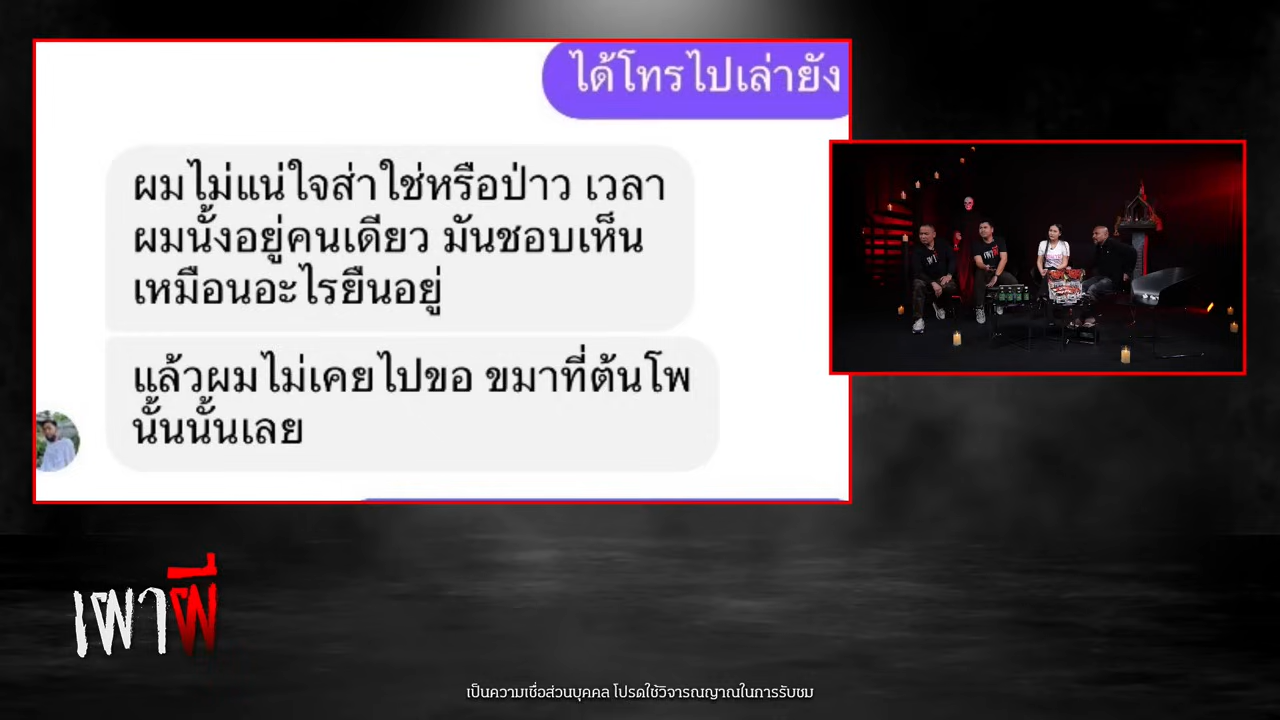 ได้โทรไปเล่ายัง
ผมไม่แน่ใจส่าใช่หรือป่าว เวลา
ผมนั้งอยู่คนเดียว มันชอบเห็น
เหมือนอะไรยืนอยู่
แล้วผมไม่เคยไปขอ ขมาที่ต้นโพ
นั้นนั้นเลย
เผาผี
เป็นความเชื่อส่วนบุคคล โปรดใช้วิจารณญาณในการรับชม